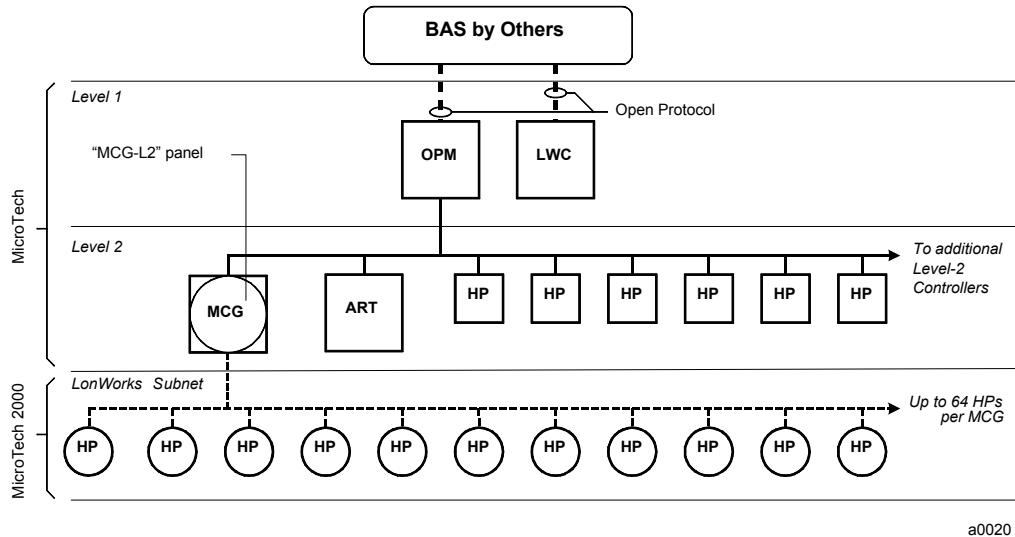 BAS by Others
Level 1
Open Protocol
"MCG-L2" panel
OPM
LWC
MicroTech
Level 2
To additional
Level-2
Controllers
MCG
ART
HP
HP
HP
HP
HP
HP
MicroTech 2000
LonWorks Subnet
Up to 64 HPs
per MCG
HP
HP
HP
HP
HP
HP
HP
HP
HP
HP
HP
a0020